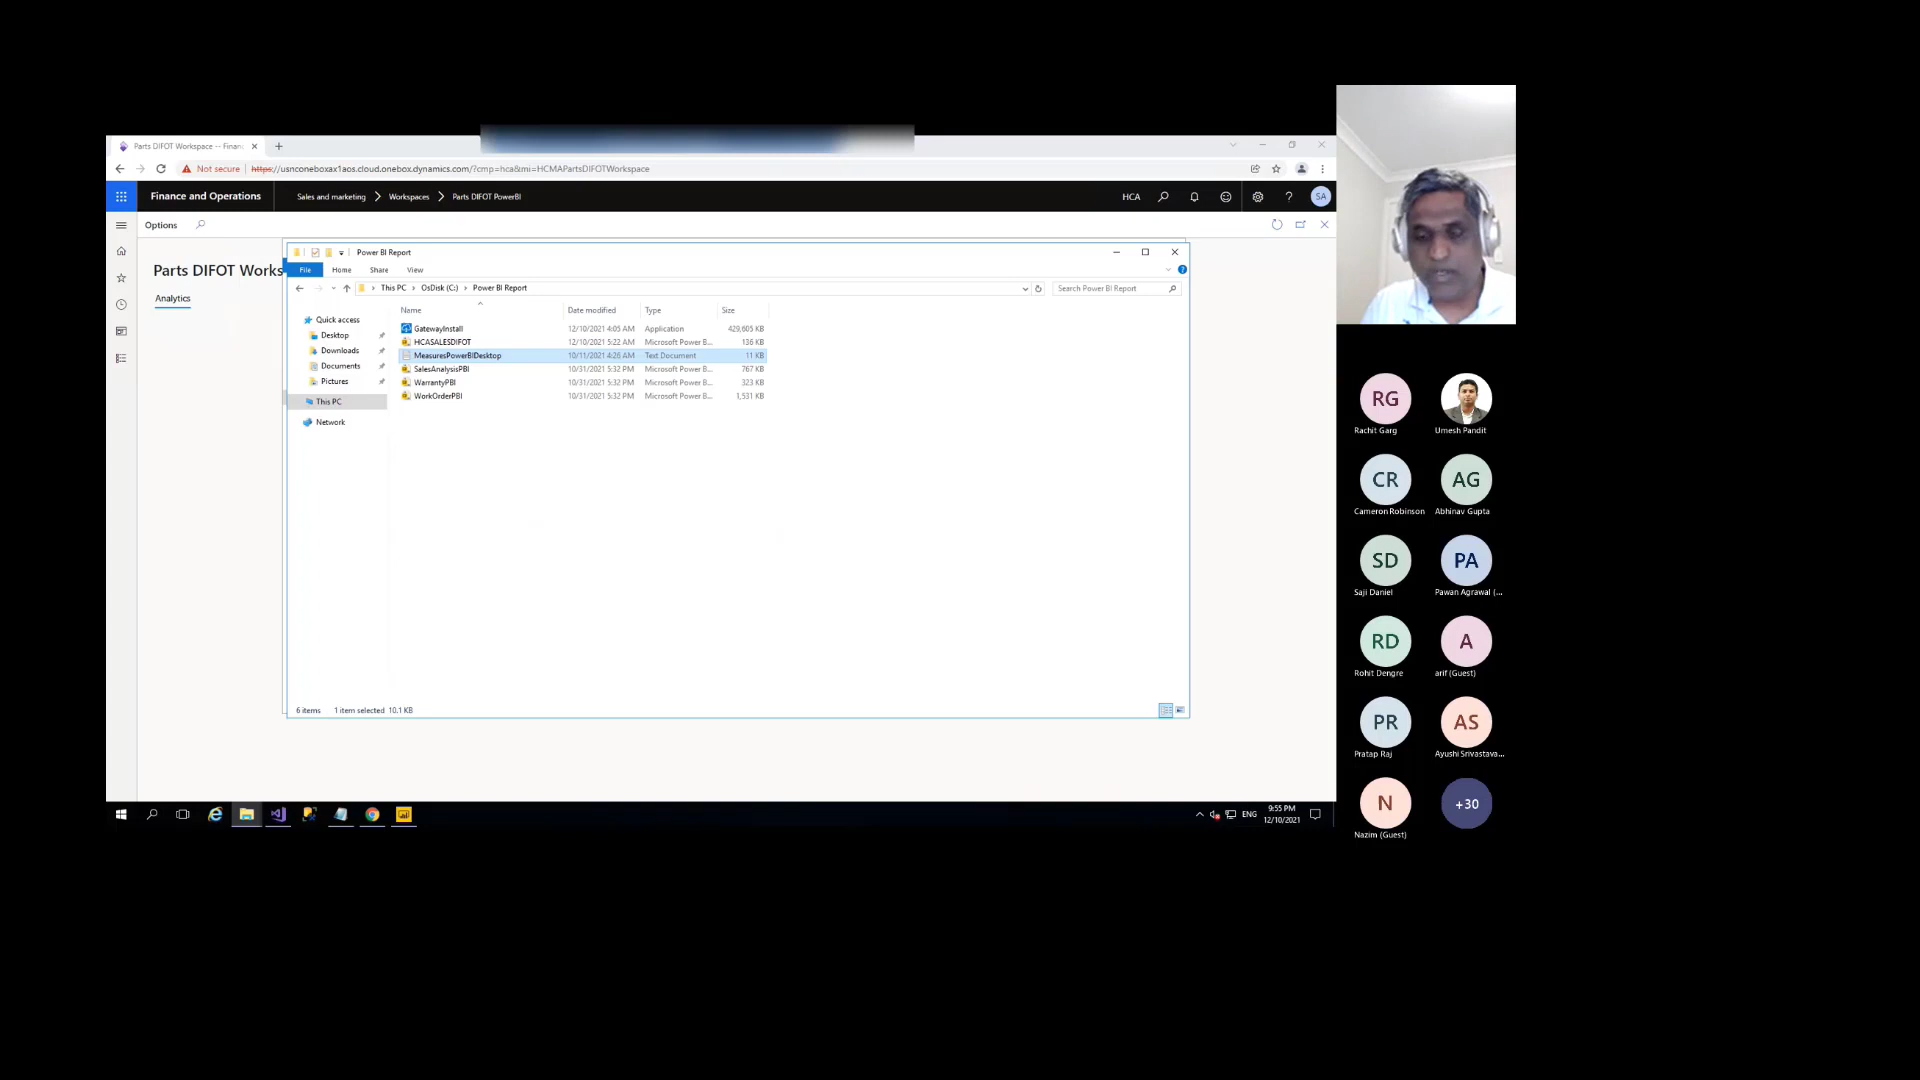 Parts DIFOT Workspace -- Finan
Not secure
https://usnconeboxax1aos.cloud.onebox.dynamics.com/?cmp=hca&mi=HCMAPartsDIFOTWorkspace
Finance and Operations
Sales and marketing
Workspaces
Parts DIFOT PowerBI
HCA
?
SA
Options
Parts DIFOT Works
Analytics
Power BI Report
File
Home
Share
View
This PC
OsDisk (C:)
Power BI Report
Search Power BI Report
Name
Date modified
Type
Size
Quick access
Desktop
Downloads
Documents
Pictures
This PC
Network
GatewayInstall 12/10/2021 4:05 AM Application 429,605 KB
HCASALESDIFOT 12/10/2021 5:22 AM Microsoft Power B... 136 KB
MeasuresPowerBIDesktop 10/11/2021 4:26 AM Text Document 11 KB
SalesAnalysisPBI 10/31/2021 5:32 PM Microsoft Power B... 767 KB
WarrantyPBI 10/31/2021 5:32 PM Microsoft Power B... 323 KB
WorkOrderPBI 10/31/2021 5:32 PM Microsoft Power B... 1,531 KB
6 items
1 item selected 10.1 KB
ENG
9:55 PM
12/10/2021
RG
Rachit Garg
Umesh Pandit
CR
Cameron Robinson
AG
Abhinav Gupta
SD
Saji Daniel
PA
Pawan Agrawal (...
RD
Rohit Dengre
A
arif (Guest)
PR
Pratap Raj
AS
Ayushi Srivastava...
N
Nazim (Guest)
+30